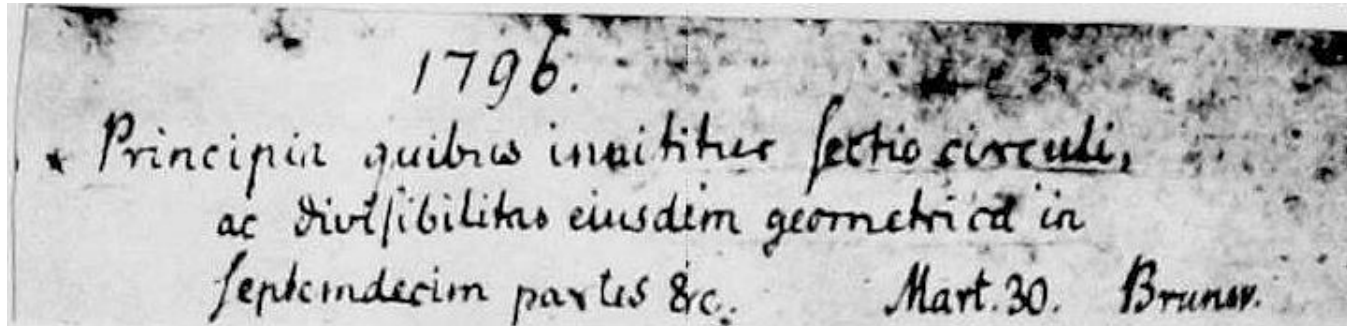 1796.
* Principia quibus innititur sectio circuli,
ac divisibilitas eiusdem geometrica in
septemdecim partes &c. Mart. 30. Brunsv.